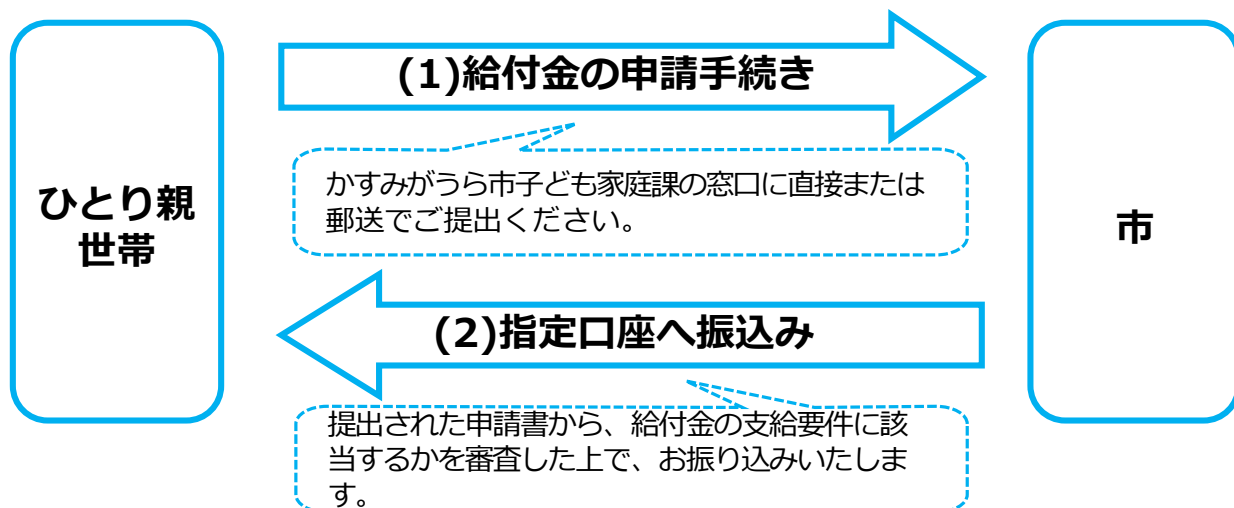 (1)給付金の申請手続き
かすみがうら市子ども家庭課の窓口に直接または
郵送でご提出ください。
ひとり親
世帯
市
(2)指定口座へ振込み
提出された申請書から、給付金の支給要件に該
当するかを審査した上で、お振り込みいたしま
す。